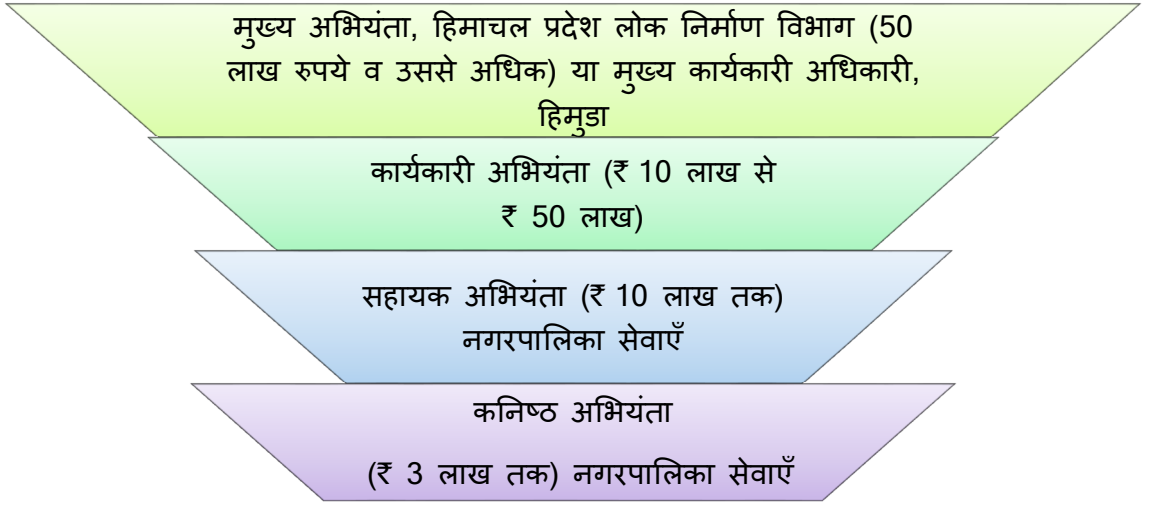 मुख्य अभियंता, हिमाचल प्रदेश लोक निर्माण विभाग (50
लाख रुपये व उससे अधिक) या मुख्य कार्यकारी अधिकारी,
हिमुडा
कार्यकारी अभियंता (₹ 10 लाख से
₹ 50 लाख)
सहायक अभियंता (₹ 10 लाख तक)
नगरपालिका सेवाएँ
कनिष्ठ अभियंता
(₹ 3 लाख तक) नगरपालिका सेवाएँ